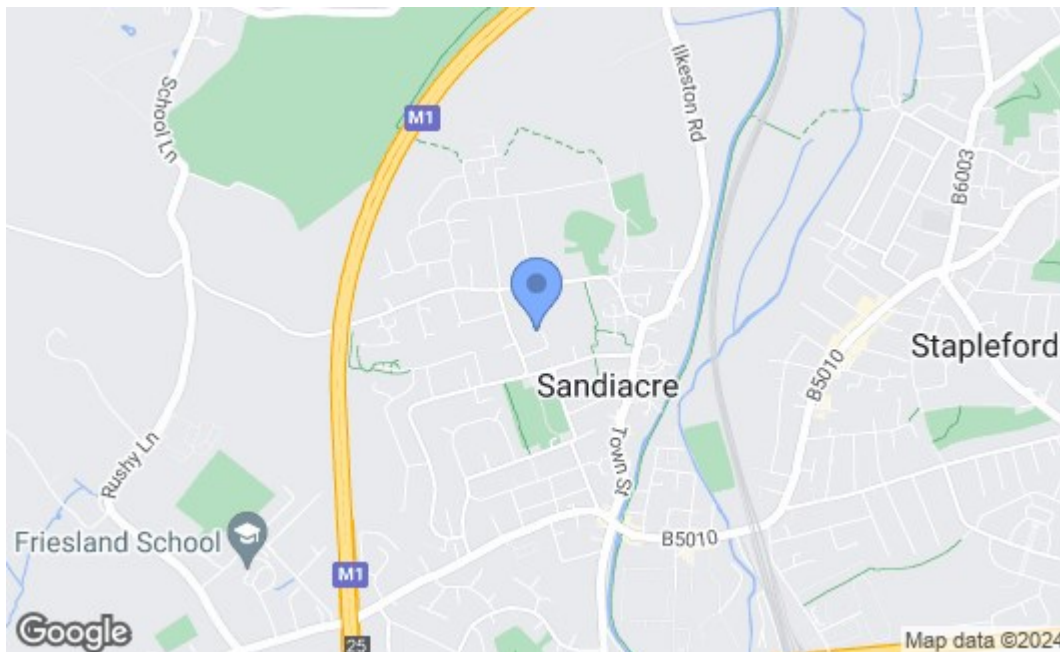 M1
School Ln
Ilkeston Rd
B6003
Stapleford
B5010
Sandiacre
Town St
Rushy Ln
Friesland School
B5010
M1
25
Google
Map data ©2024